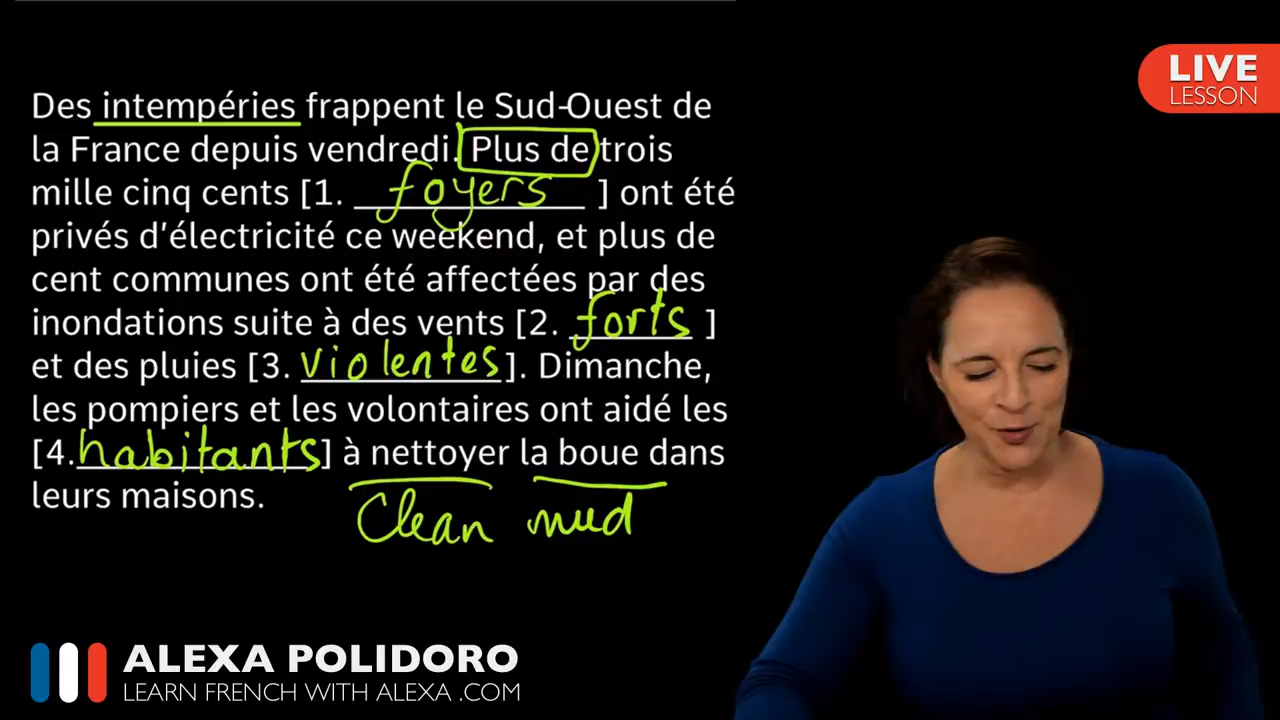 Des intempéries frappent le Sud-Ouest de
la France depuis vendredi. Plus de trois
mille cinq cents [1. foyers ] ont été
privés d’électricité ce weekend, et plus de
cent communes ont été affectées par des
inondations suite à des vents [2. forts ]
et des pluies [3. violentes]. Dimanche,
les pompiers et les volontaires ont aidé les
[4. habitants] à nettoyer la boue dans
leurs maisons.
Clean mud
LIVE
LESSON
ALEXA POLIDORO
LEARN FRENCH WITH ALEXA .COM